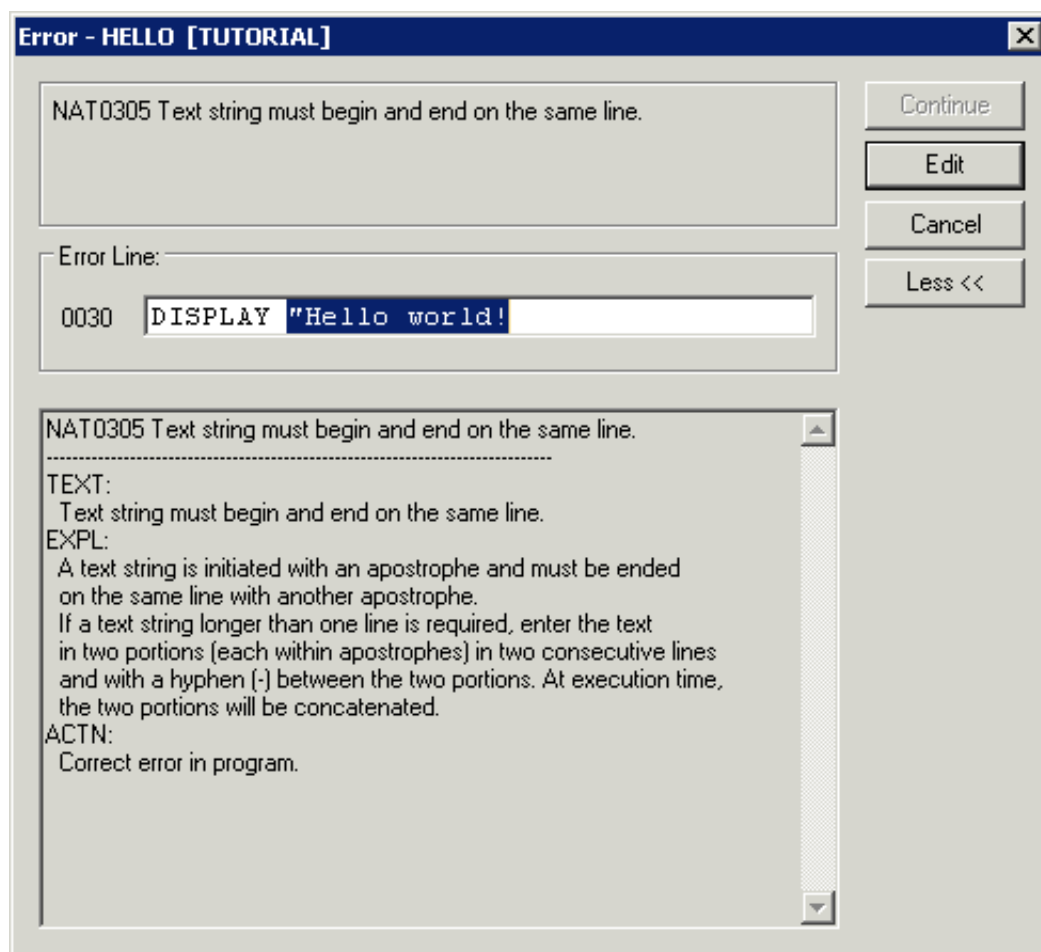 Error - HELLO [TUTORIAL]
NAT0305 Text string must begin and end on the same line.
Continue
Edit
Cancel
Less <<
Error Line:
0030 DISPLAY "Hello world!
NAT0305 Text string must begin and end on the same line.
--------------------------------------------------------------------------------
TEXT:
Text string must begin and end on the same line.
EXPL:
A text string is initiated with an apostrophe and must be ended
on the same line with another apostrophe.
If a text string longer than one line is required, enter the text
in two portions (each within apostrophes) in two consecutive lines
and with a hyphen (-) between the two portions. At execution time,
the two portions will be concatenated.
ACTN:
Correct error in program.